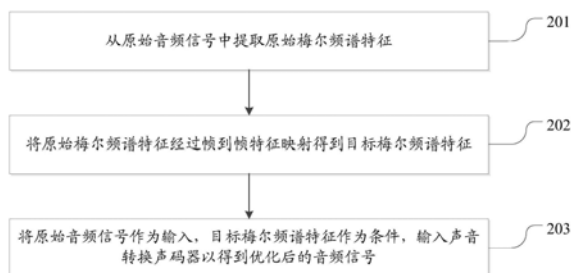 从原始音频信号中提取原始梅尔频谱特征
201
将原始梅尔频谱特征经过帧到帧特征映射得到目标梅尔频谱特征
202
将原始音频信号作为输入，目标梅尔频谱特征作为条件，输入声音
转换声码器以得到优化后的音频信号
203